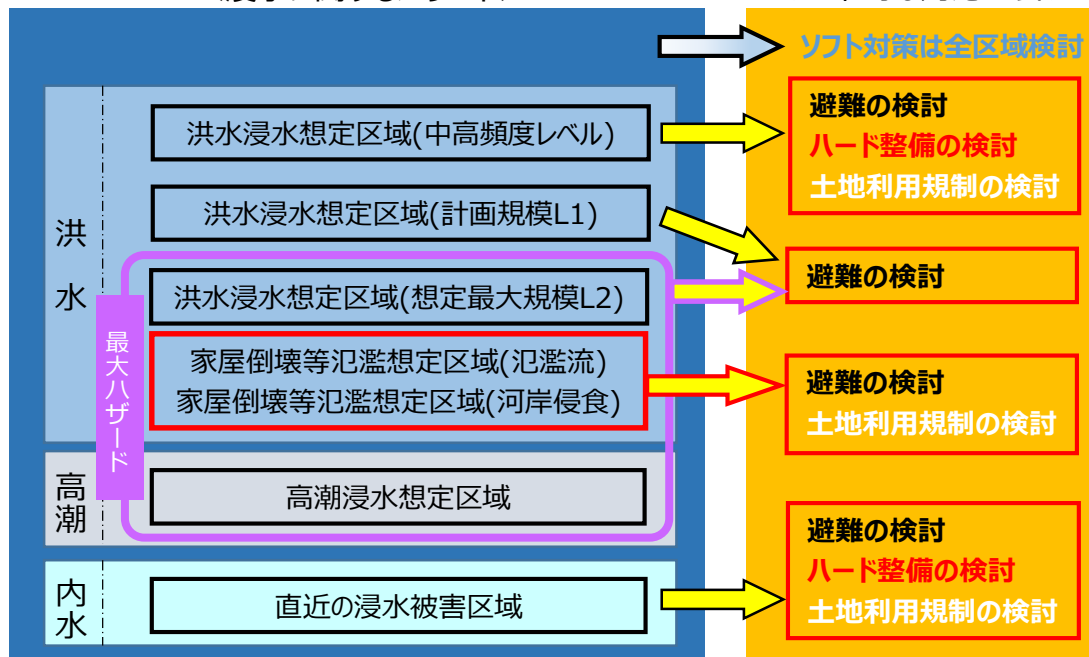 ソフト対策は全区域検討
洪水
洪水浸水想定区域(中高頻度レベル)
避難の検討
ハード整備の検討
土地利用規制の検討
洪水浸水想定区域(計画規模L1)
洪水浸水想定区域(想定最大規模L2)
避難の検討
最大ハザード
家屋倒壊等氾濫想定区域(氾濫流)
家屋倒壊等氾濫想定区域(河岸侵食)
避難の検討
土地利用規制の検討
高潮
高潮浸水想定区域
内水
直近の浸水被害区域
避難の検討
ハード整備の検討
土地利用規制の検討